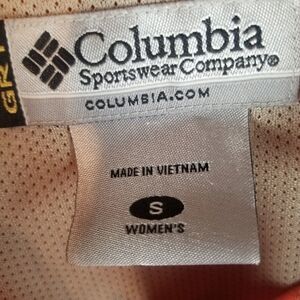 GRT
Columbia
Sportswear Company®
COLUMBIA.COM
MADE IN VIETNAM
S
WOMEN'S